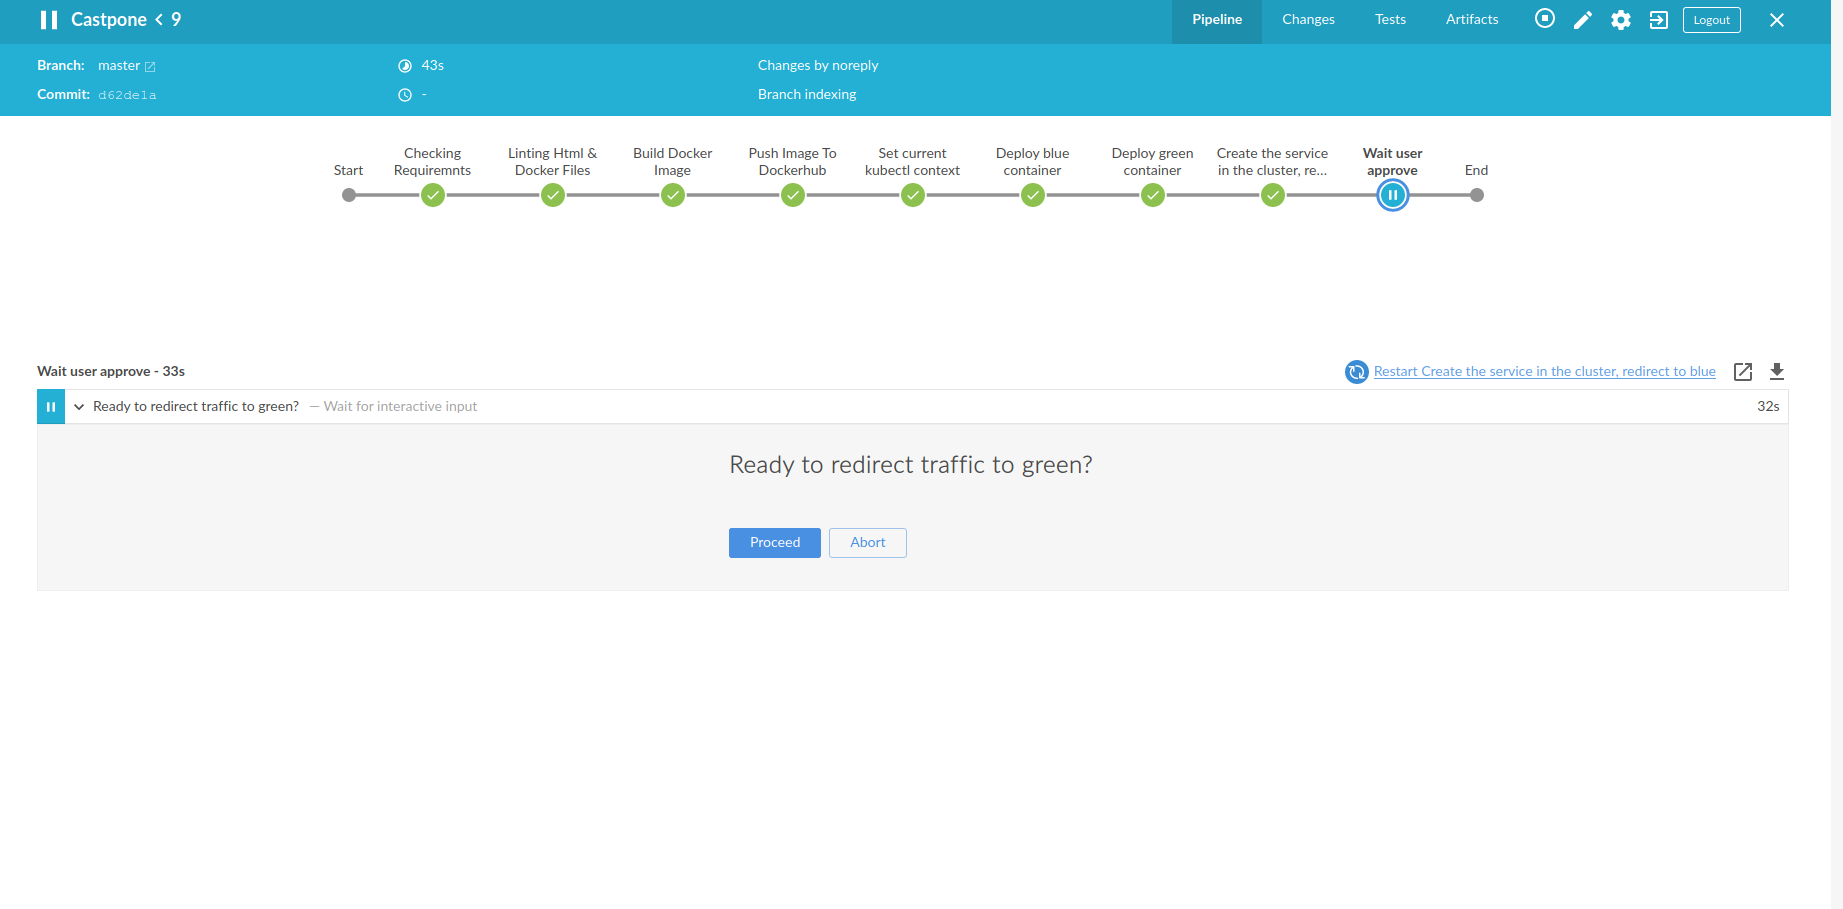 Castpone < 9
Pipeline
Changes
Tests
Artifacts
Logout
Branch: master
43s
Changes by noreply
Commit: d62de1a
-
Branch indexing
Start
Checking
Requiremnts
Linting Html &
Docker Files
Build Docker
Image
Push Image To
Dockerhub
Set current
kubectl context
Deploy blue
container
Deploy green
container
Create the service
in the cluster, re...
Wait user
approve
End
Wait user approve - 33s
Restart Create the service in the cluster, redirect to blue
Ready to redirect traffic to green? — Wait for interactive input
32s
Ready to redirect traffic to green?
Proceed
Abort